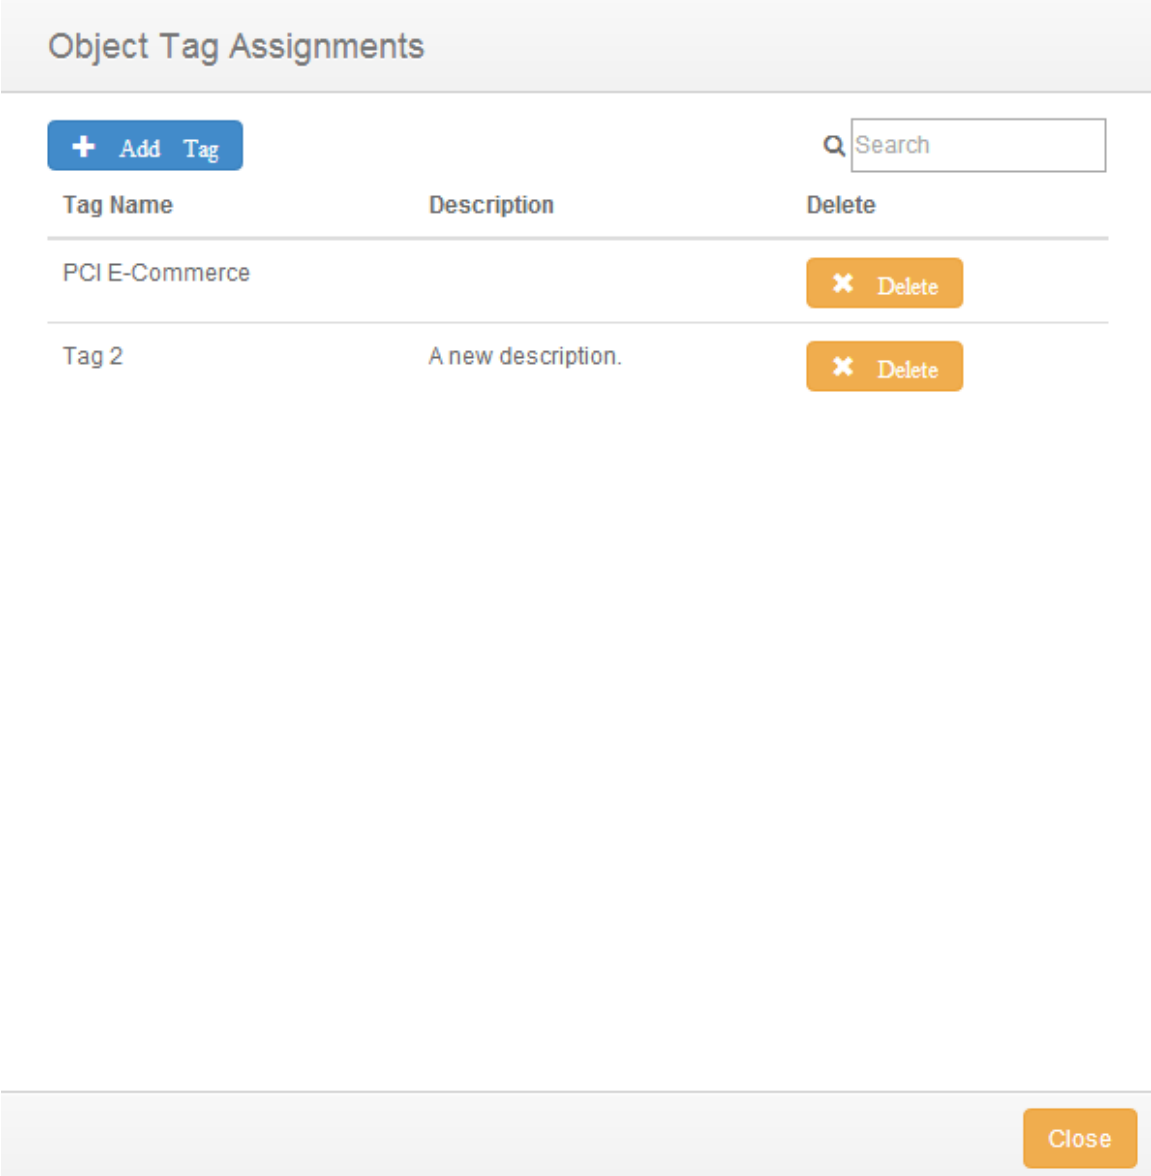 Object Tag Assignments
Add Tag
Search
Tag Name Description Delete
PCI E-Commerce Delete
Tag 2 A new description. Delete
Close